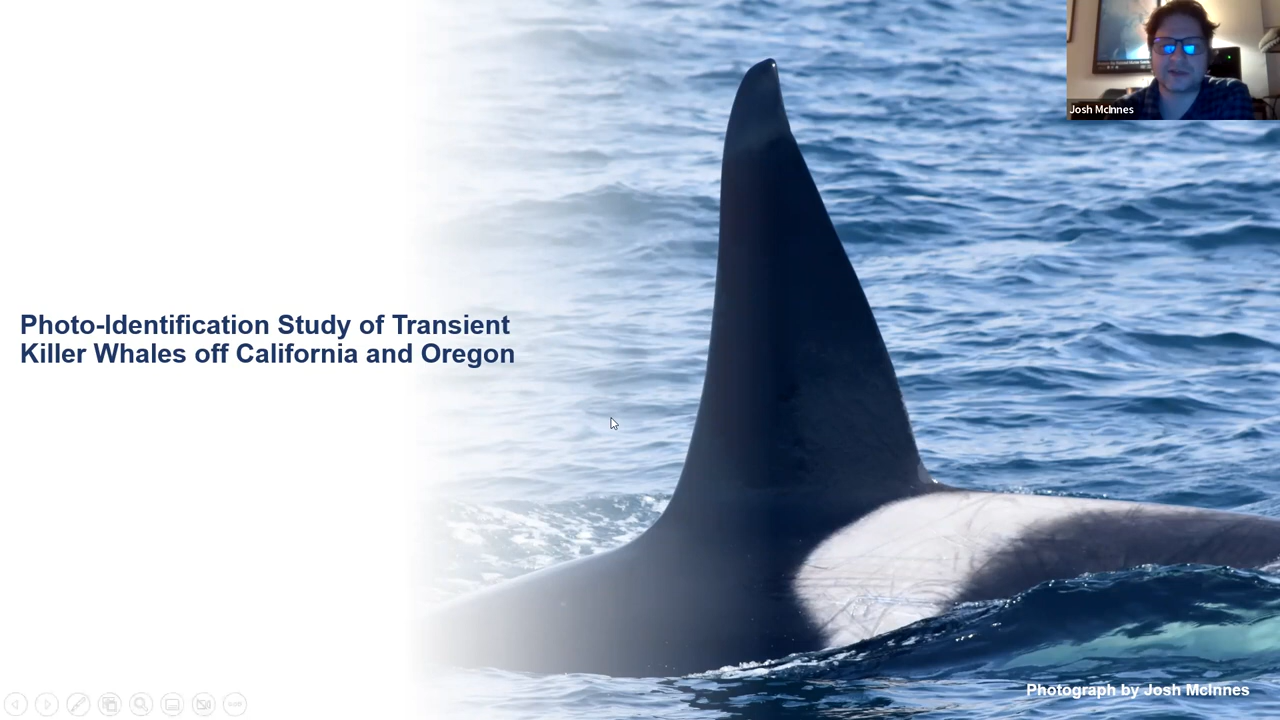 Josh McInnes
Photo-Identification Study of Transient
Killer Whales off California and Oregon
Photograph by Josh McInnes